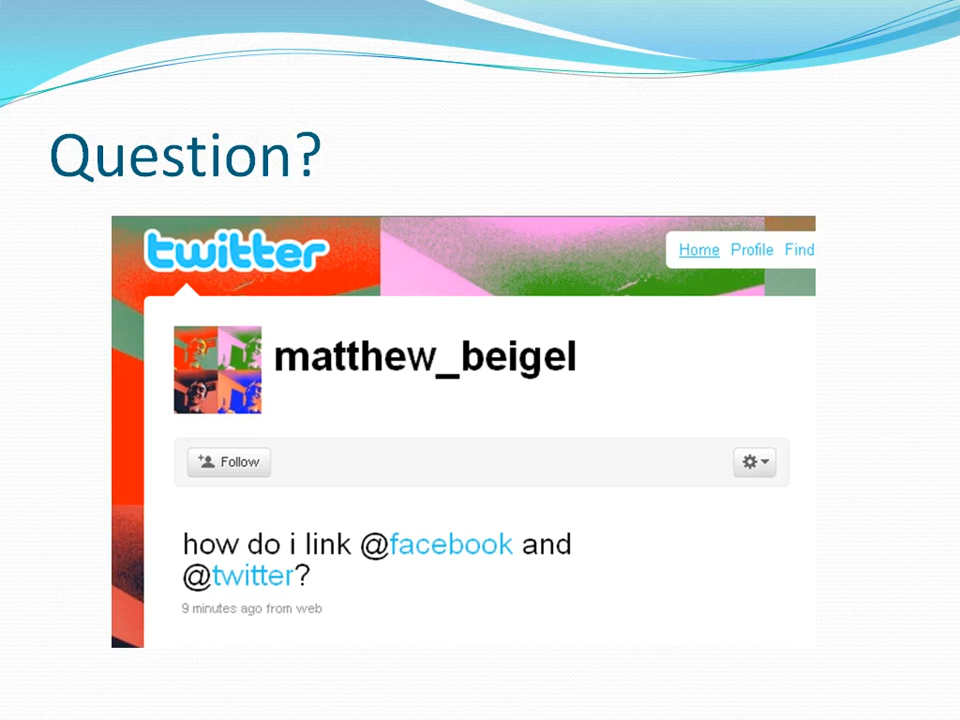 Question?
twitter
Home Profile Find
matthew_beigel
Follow
how do i link @facebook and
@twitter?
9 minutes ago from web